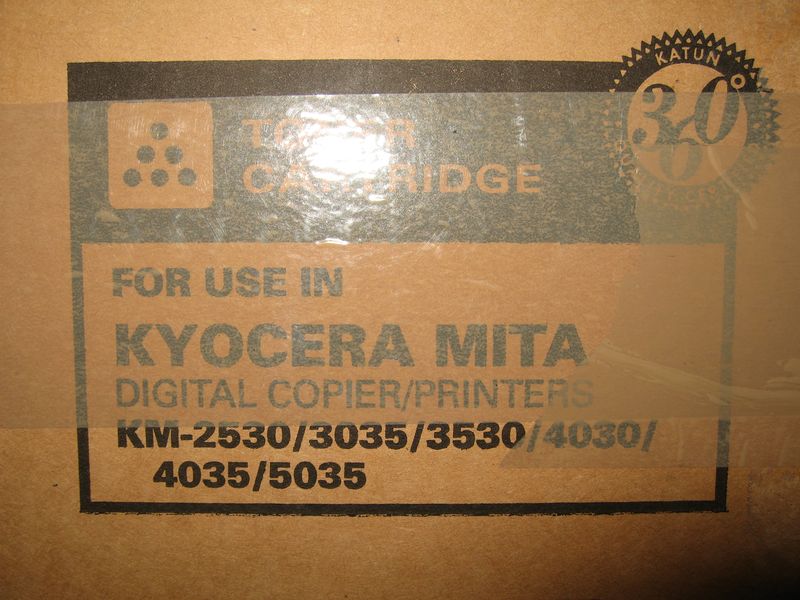 KATUN
360°
TONER
CARTRIDGE
FOR USE IN
KYOCERA MITA
DIGITAL COPIER/PRINTERS
KM-2530/3035/3530/4030/
4035/5035